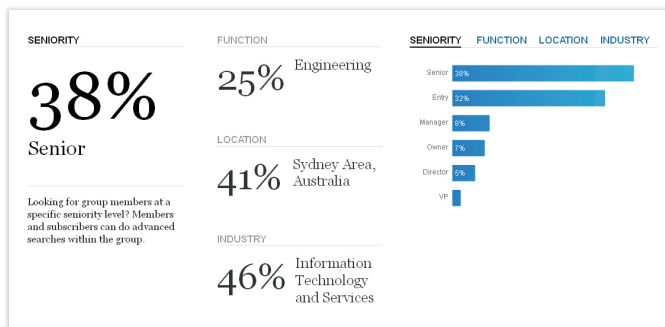 SENIORITY
38%
Senior
Looking for group members at a
specific seniority level? Members
and subscribers can do advanced
searches within the group.
FUNCTION
25% Engineering
LOCATION
41% Sydney Area,
Australia
INDUSTRY
46% Information
Technology
and Services
SENIORITY FUNCTION LOCATION INDUSTRY
Senior 38%
Entry 32%
Manager 8%
Owner 7%
Director 5%
VP